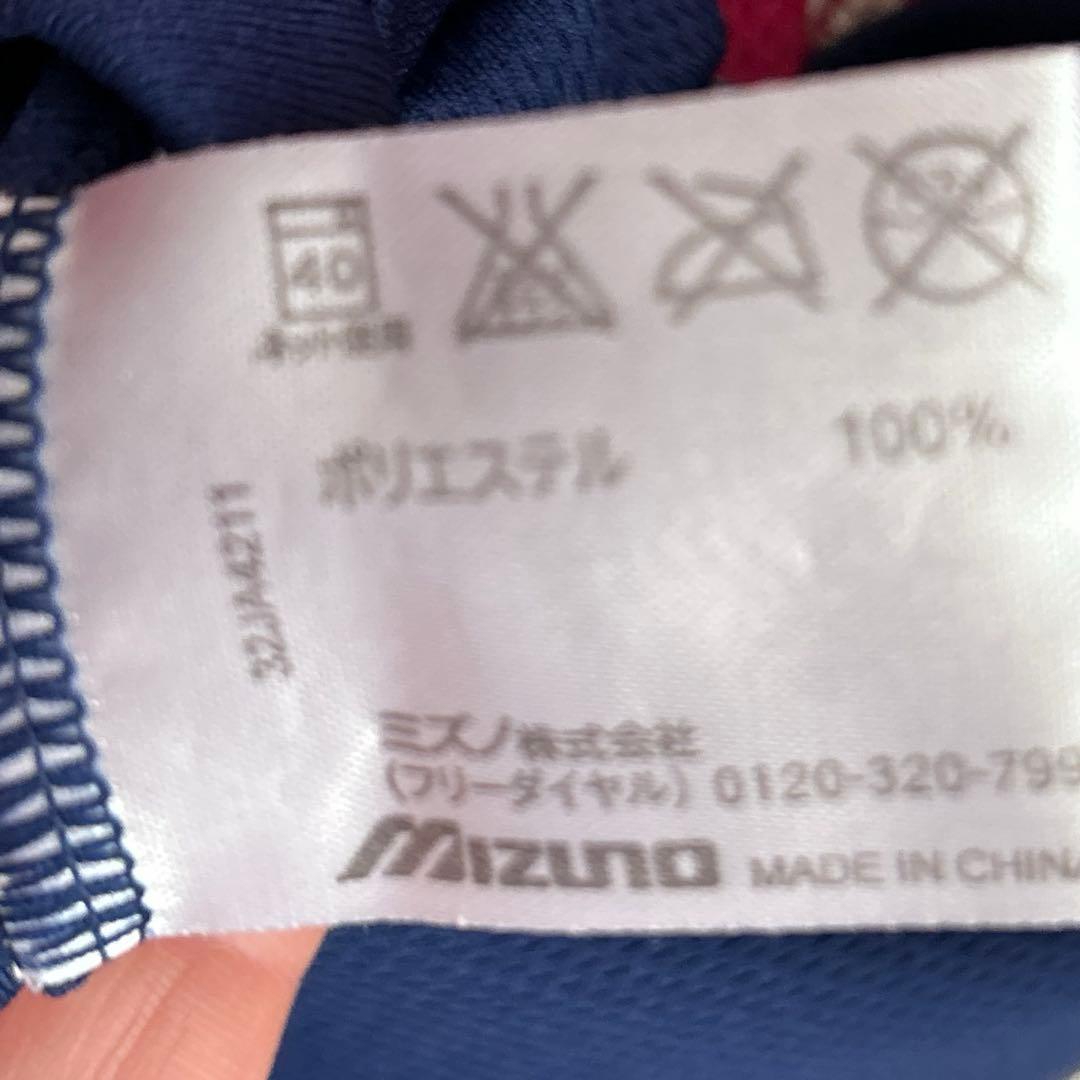 40
ネット使用
ポリエステル 100%
32JA4211
ミズノ株式会社
(フリーダイヤル) 0120-320-799
MIZUNO MADE IN CHINA